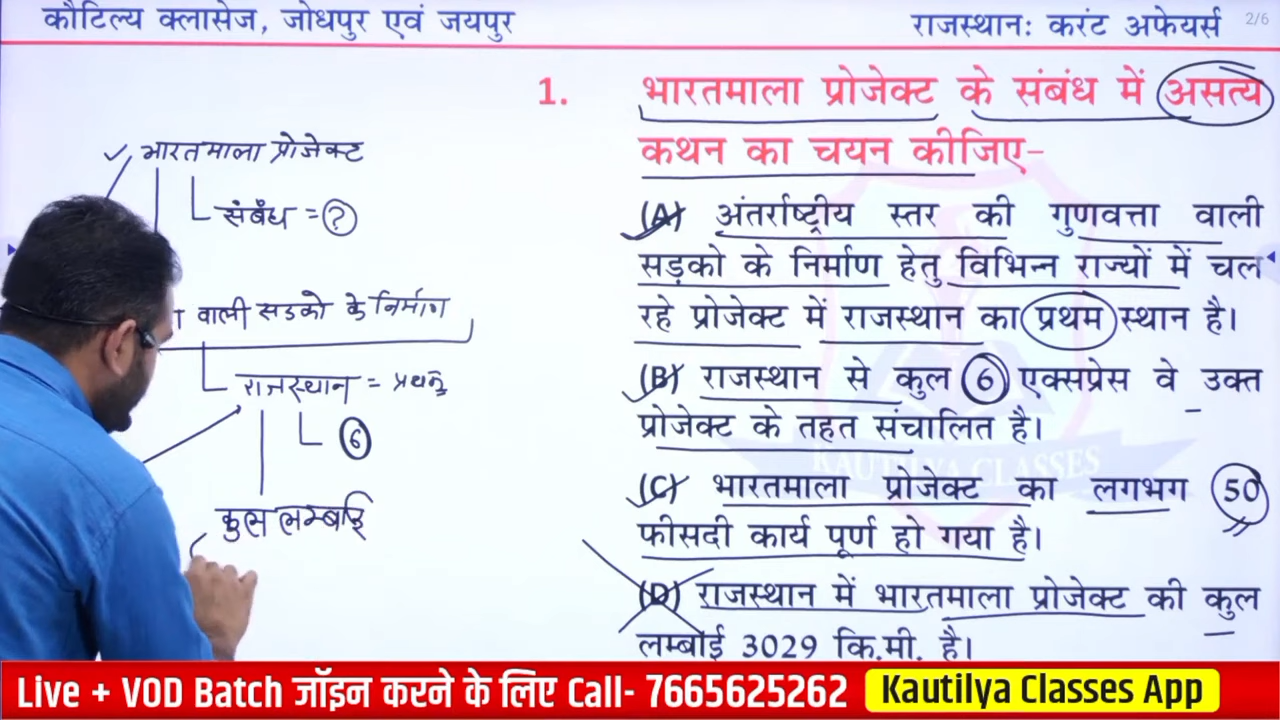 कौटिल्य क्लासेज, जोधपुर एवं जयपुर
राजस्थानः करंट अफेयर्स
2/6
1. भारतमाला प्रोजेक्ट के संबंध में असत्य
कथन का चयन कीजिए-
(A) अंतर्राष्ट्रीय स्तर की गुणवत्ता वाली
सड़को के निर्माण हेतु विभिन्न राज्यों में चल
रहे प्रोजेक्ट में राजस्थान का प्रथम स्थान है।
(B) राजस्थान से कुल 6 एक्सप्रेस वे उक्त
प्रोजेक्ट के तहत संचालित है।
(C) भारतमाला प्रोजेक्ट का लगभग 50
फीसदी कार्य पूर्ण हो गया है।
(D) राजस्थान में भारतमाला प्रोजेक्ट की कुल
लम्बाई 3029 कि.मी. है।
भारतमाला प्रोजेक्ट
संबंध = ?
वाली सडको के निर्माण
राजस्थान = प्रथम
6
कुल लम्बाई
KAUTILYA CLASSES
Live + VOD Batch जॉइन करने के लिए Call- 7665625262
Kautilya Classes App